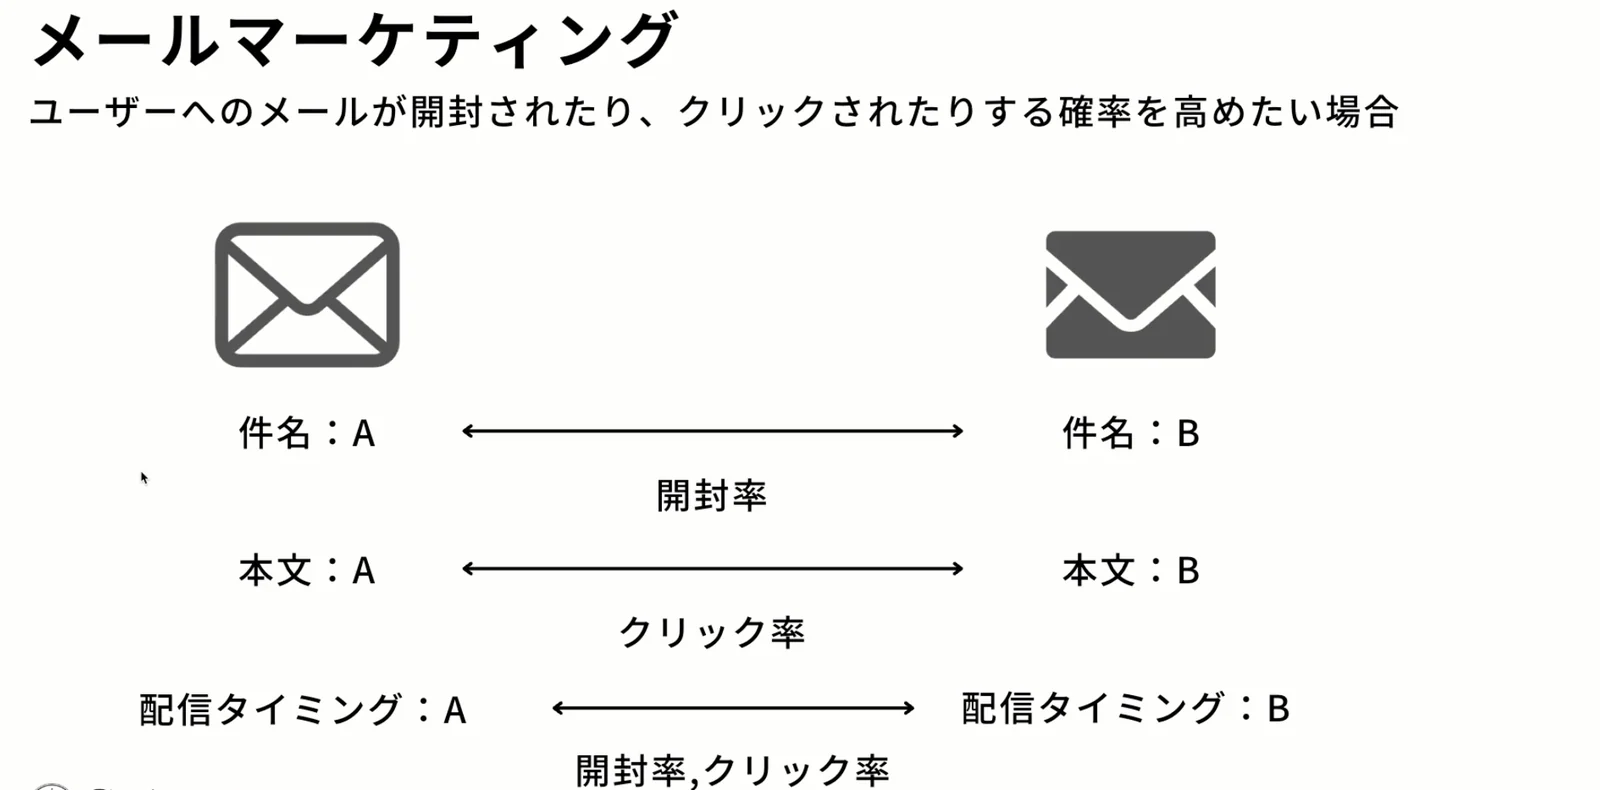 メールマーケティング
ユーザーへのメールが開封されたり、クリックされたりする確率を高めたい場合
件名：A
件名：B
開封率
本文：A
本文：B
クリック率
配信タイミング：A
配信タイミング：B
開封率,クリック率